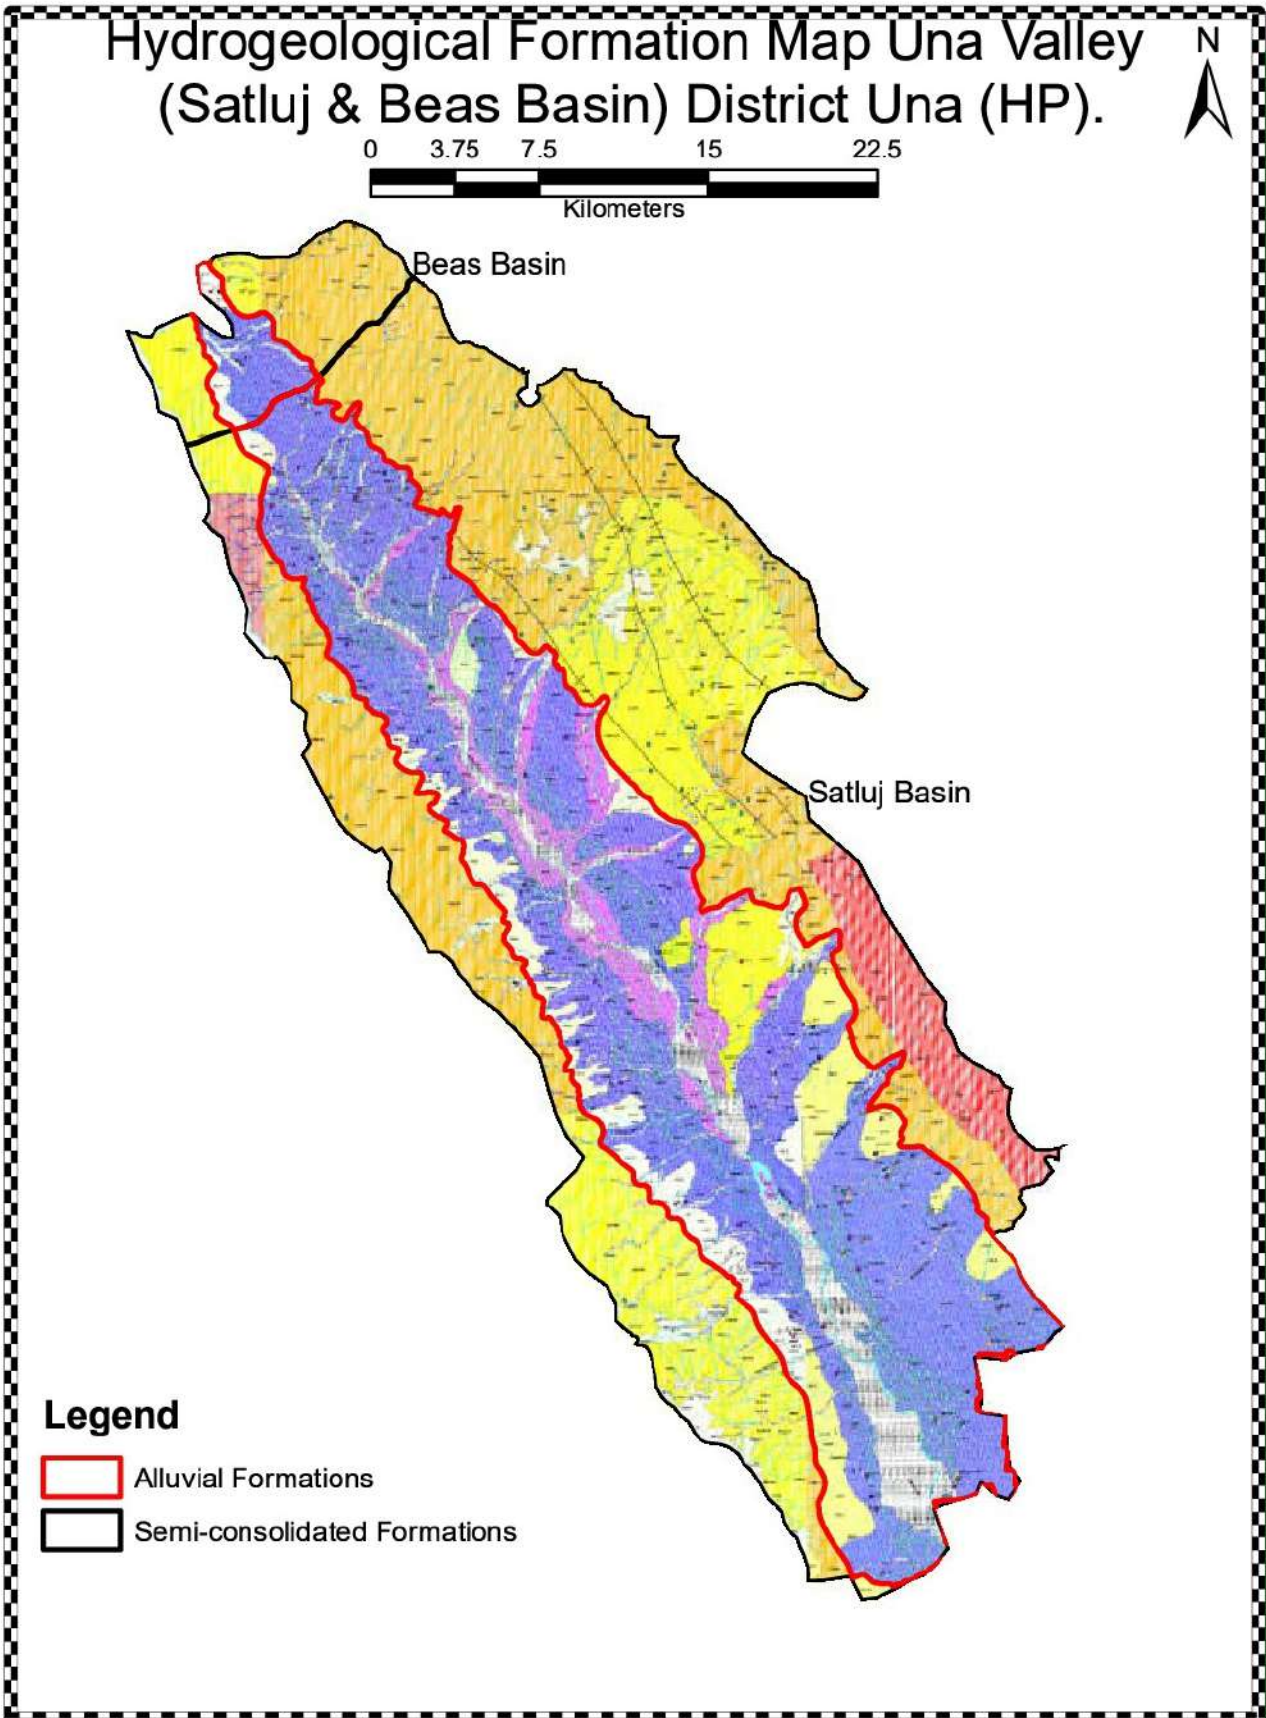 Hydrogeological Formation Map Una Valley
(Satluj & Beas Basin) District Una (HP).
N
0 3.75 7.5 15 22.5
Kilometers
Beas Basin
Satluj Basin
Legend
Alluvial Formations
Semi-consolidated Formations